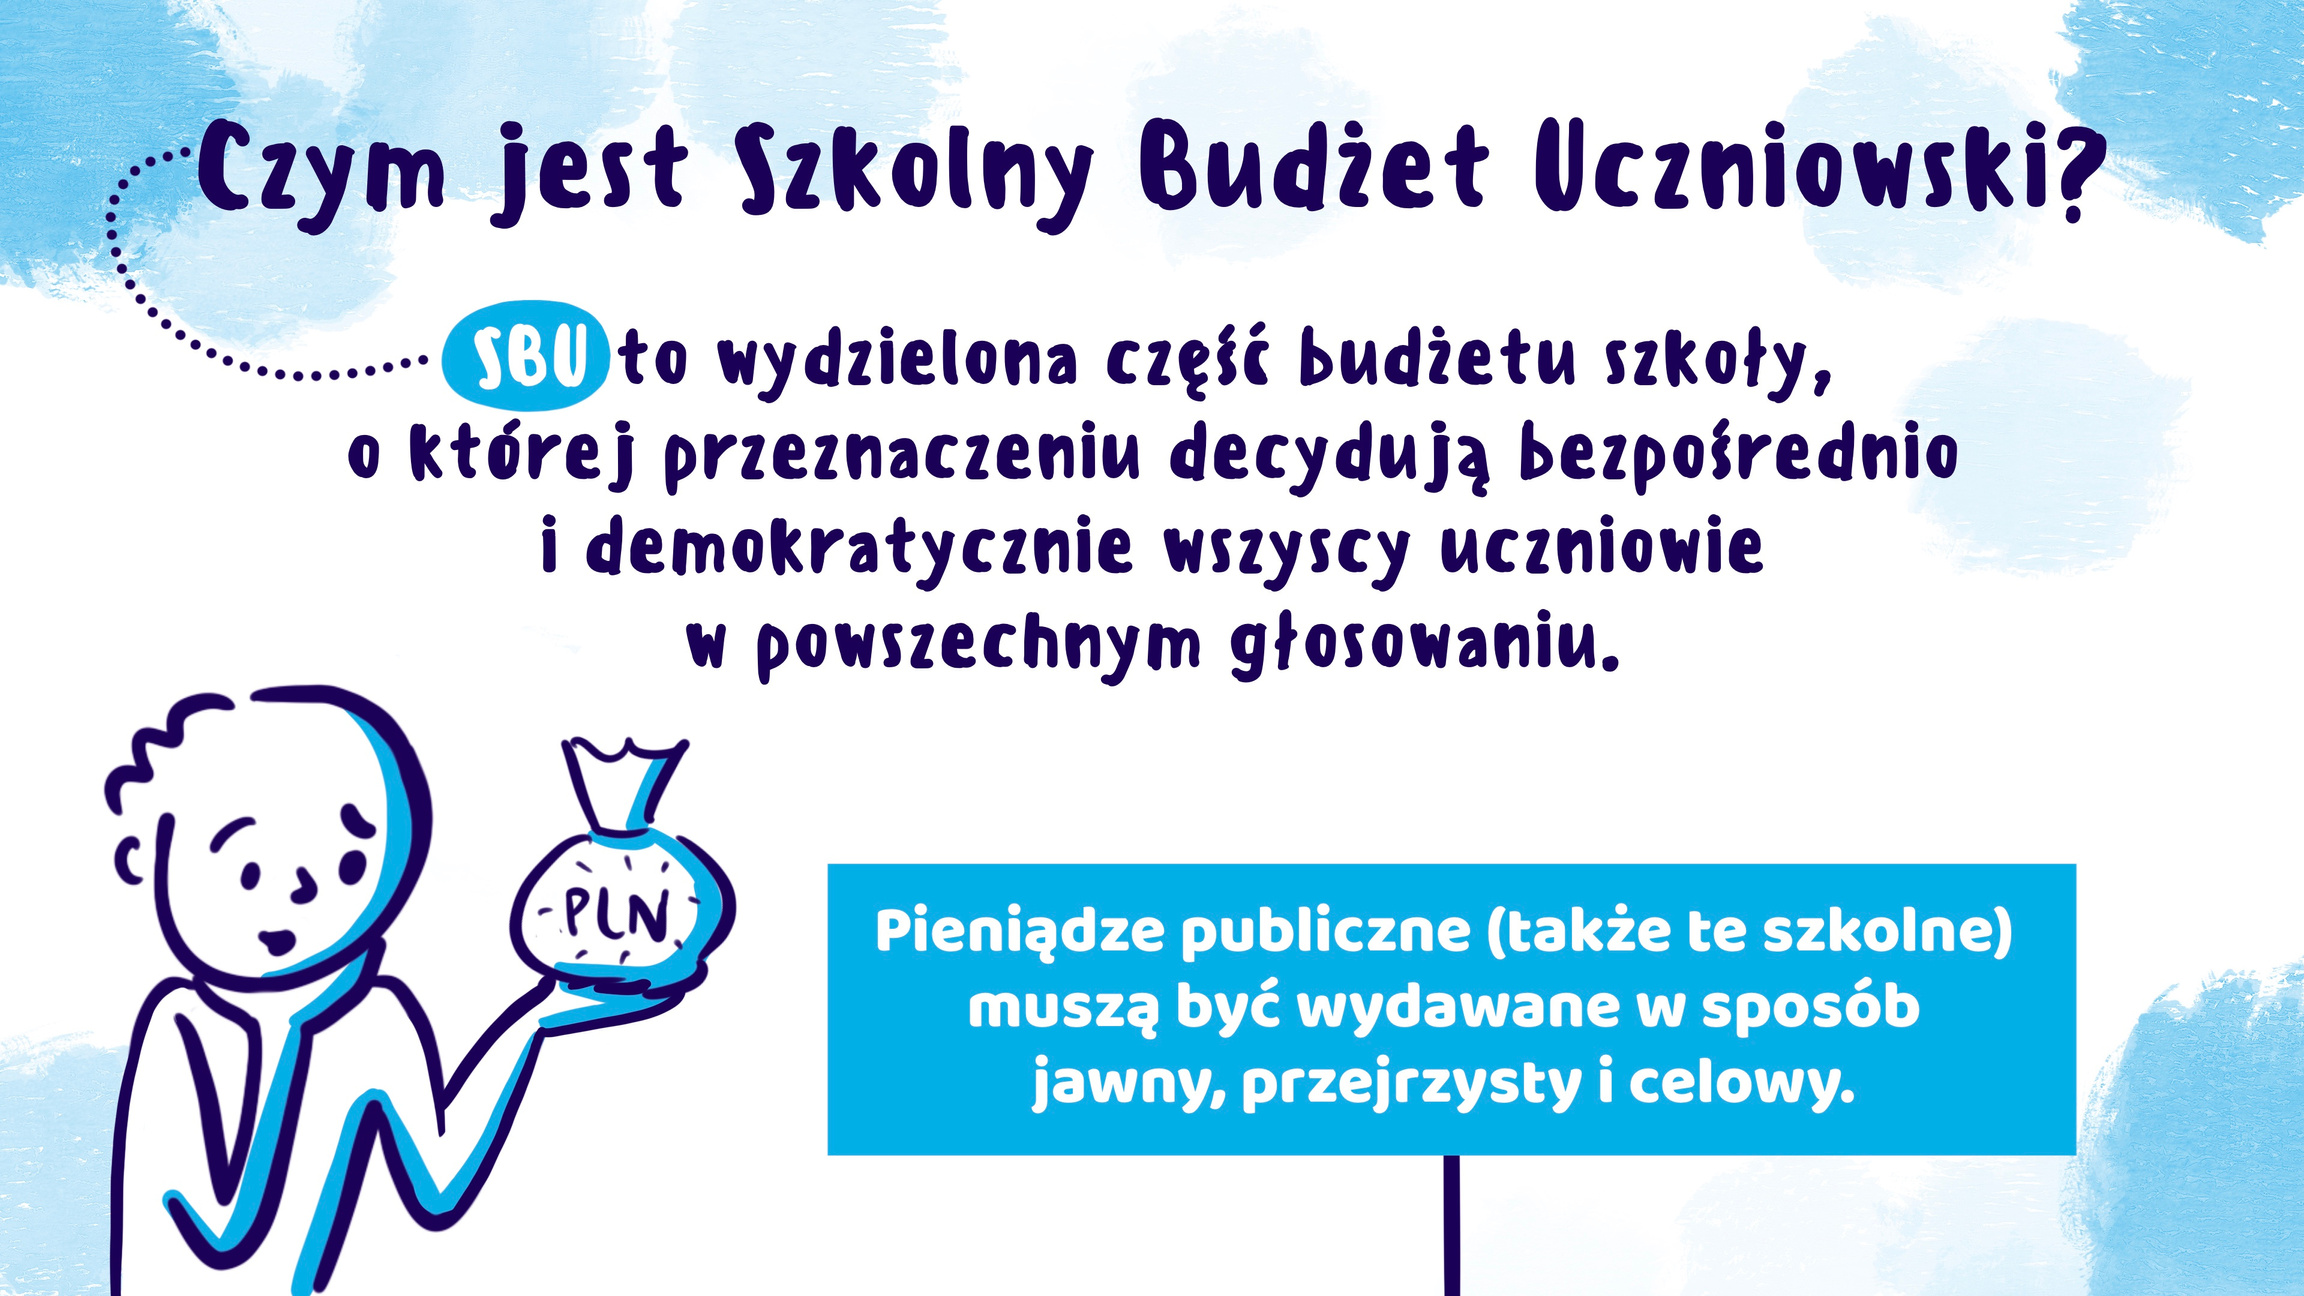 Czym jest Szkolny Budżet Uczniowski?
SBU to wydzielona część budżetu szkoły,
o której przeznaczeniu decydują bezpośrednio
i demokratycznie wszyscy uczniowie
w powszechnym głosowaniu.
PLN
Pieniądze publiczne (także te szkolne)
muszą być wydawane w sposób
jawny, przejrzysty i celowy.